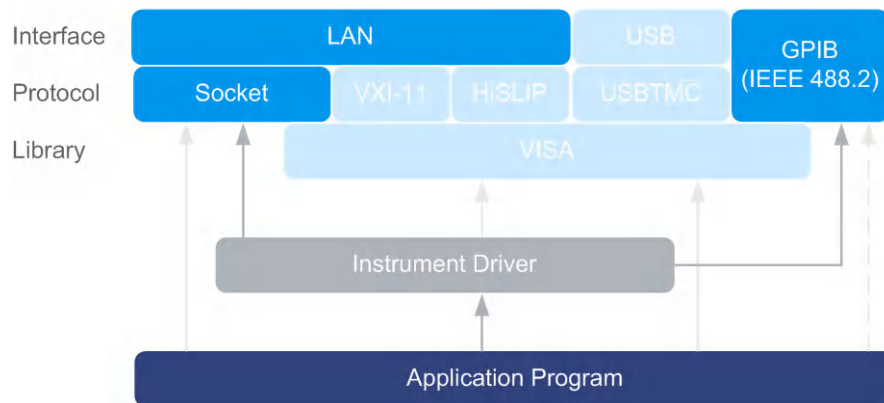 Interface
LAN
USB
GPIB
(IEEE 488.2)
Protocol
Socket
VXI-11
HiSLIP
USBTMC
Library
VISA
Instrument Driver
Application Program